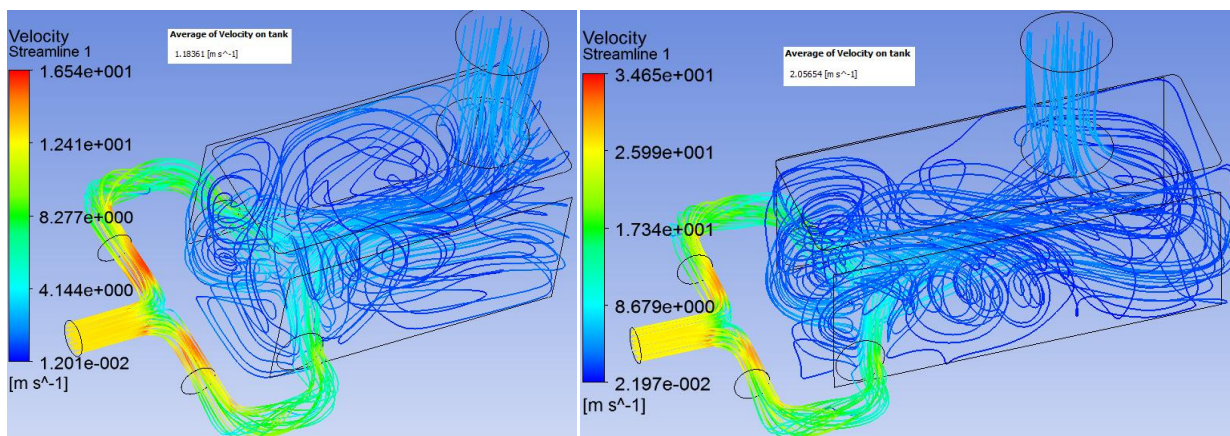 Velocity
Streamline 1
Average of Velocity on tank
1.18361 [m s^-1]
1.654e+001
1.241e+001
8.277e+000
4.144e+000
1.201e-002
[m s^-1]
Velocity
Streamline 1
Average of Velocity on tank
2.05654 [m s^-1]
3.465e+001
2.599e+001
1.734e+001
8.679e+000
2.197e-002
[m s^-1]